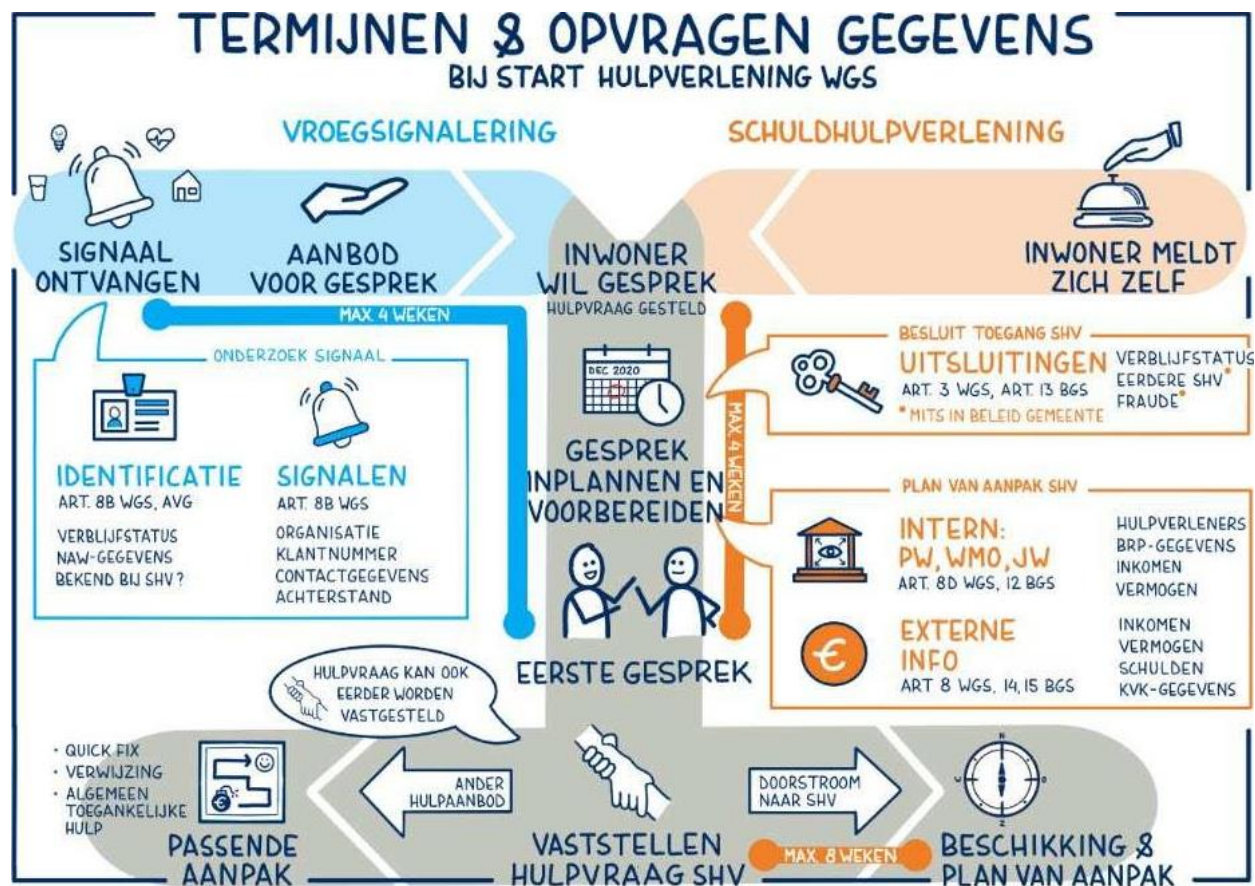 TERMIJNEN & OPVRAGEN GEGEVENS
BIJ START HULPVERLENING WGS
VROEGSIGNALERING
SCHULDHULPVERLENING
SIGNAAL
ONTVANGEN
AANBOD
VOOR GESPREK
INWONER
WIL GESPREK
HULPVRAAG GESTELD
INWONER MELDT
ZICH ZELF
MAX. 4 WEKEN
ONDERZOEK SIGNAAL
IDENTIFICATIE
ART. 8B WGS, AVG
VERBLIJFSTATUS
NAW-GEGEVENS
BEKEND BIJ SHV?
SIGNALEN
ART. 8B WGS
ORGANISATIE
KLANTNUMMER
CONTACTGEGEVENS
ACHTERSTAND
DEC 2020
GESPREK
INPLANNEN EN
VOORBEREIDEN
MAX. 4 WEKEN
BESLUIT TOEGANG SHV
UITSLUITINGEN
ART. 3 WGS, ART. 13 BGS
*MITS IN BELEID GEMEENTE
VERBLIJFSTATUS
EERDERE SHV*
FRAUDE*
PLAN VAN AANPAK SHV
INTERN:
PW, WMO, JW
ART. 8D WGS, 12 BGS
HULPVERLENERS
BRP-GEGEVENS
INKOMEN
VERMOGEN
€
EXTERNE
INFO
ART 8 WGS, 14, 15 BGS
INKOMEN
VERMOGEN
SCHULDEN
KVK-GEGEVENS
EERSTE GESPREK
HULPVRAAG KAN OOK
EERDER WORDEN
VASTGESTELD
• QUICK FIX
• VERWIJZING
• ALGEMEEN
TOEGANKELIJKE
HULP
€
PASSENDE
AANPAK
ANDER
HULPAANBOD
VASTSTELLEN
HULPVRAAG SHV
DOORSTROOM
NAAR SHV
MAX. 8 WEKEN
N
W
O
Z
BESCHIKKING &
PLAN VAN AANPAK